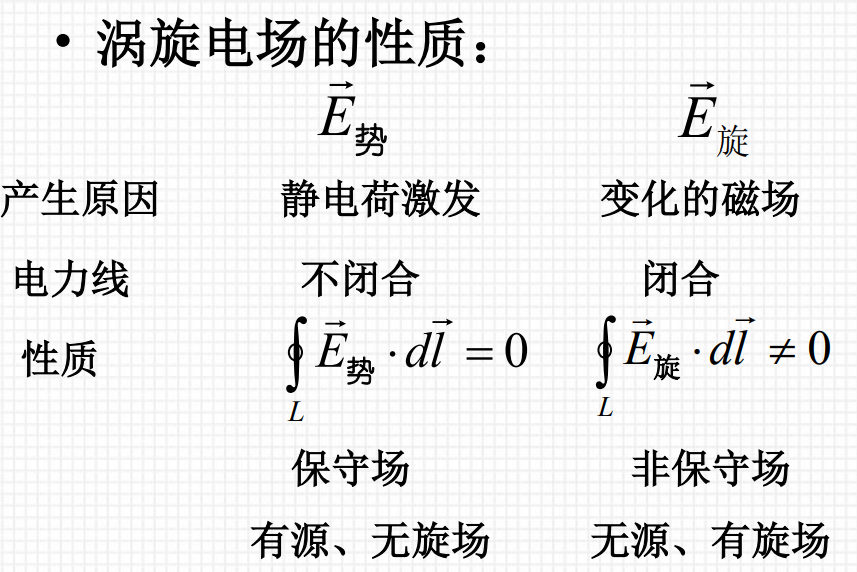 • 涡旋电场的性质：
$\vec{E}_{势}$ $\vec{E}_{旋}$
产生原因 静电荷激发 变化的磁场
电力线 不闭合 闭合
性质 $\oint_L \vec{E}_{势} \cdot d\vec{l} = 0$ $\oint_L \vec{E}_{旋} \cdot d\vec{l} \neq 0$
保守场 非保守场
有源、无旋场 无源、有旋场